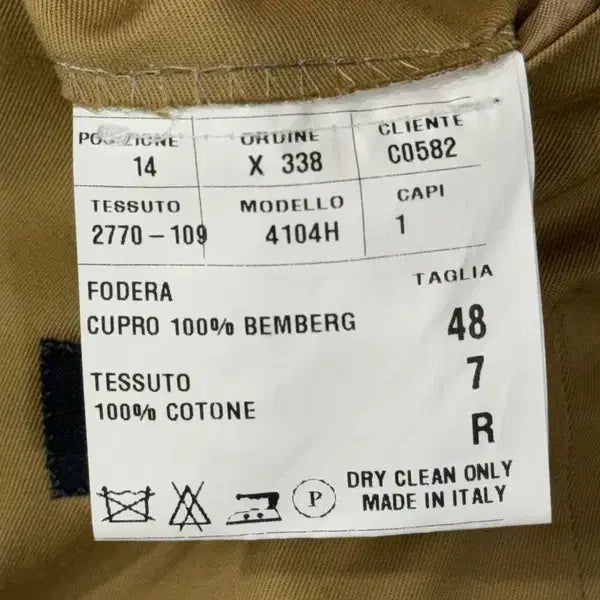 POSIZIONE ORDINE CLIENTE
14 X 338 C0582
TESSUTO MODELLO CAPI
2770-109 4104H 1
FODERA TAGLIA
CUPRO 100% BEMBERG 48
TESSUTO 7
100% COTONE R
DRY CLEAN ONLY
P MADE IN ITALY